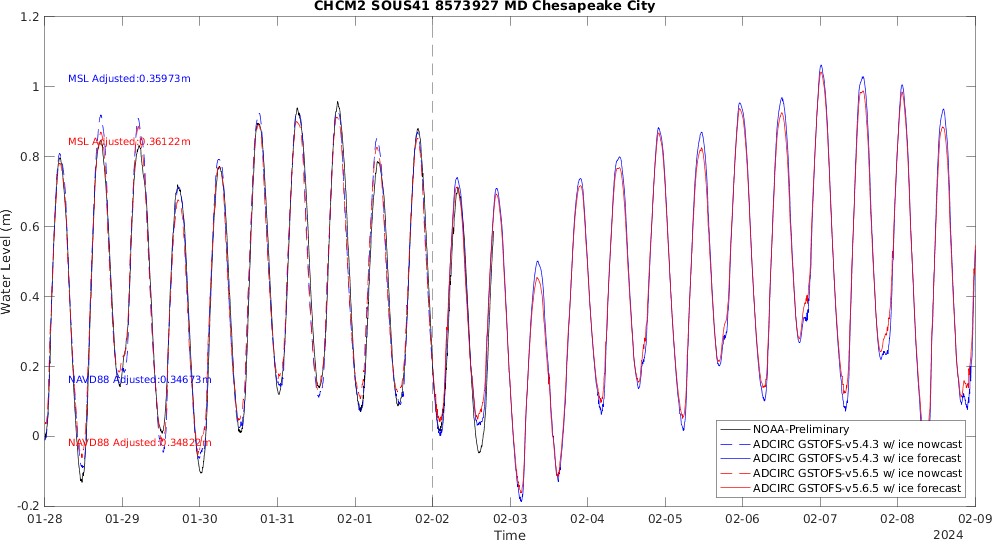 CHCM2 SOUS41 8573927 MD Chesapeake City
1.2
1
0.8
0.6
0.4
0.2
0
-0.2
Water Level (m)
MSL Adjusted:0.35973m
MSL Adjusted:0.36122m
NAVD88 Adjusted:0.34673m
NAVD88 Adjusted:0.34822m
NOAA-Preliminary
ADCIRC GSTOFS-v5.4.3 w/ ice nowcast
ADCIRC GSTOFS-v5.4.3 w/ ice forecast
ADCIRC GSTOFS-v5.6.5 w/ ice nowcast
ADCIRC GSTOFS-v5.6.5 w/ ice forecast
01-28 01-29 01-30 01-31 02-01 02-02 02-03 02-04 02-05 02-06 02-07 02-08 02-09
Time
2024